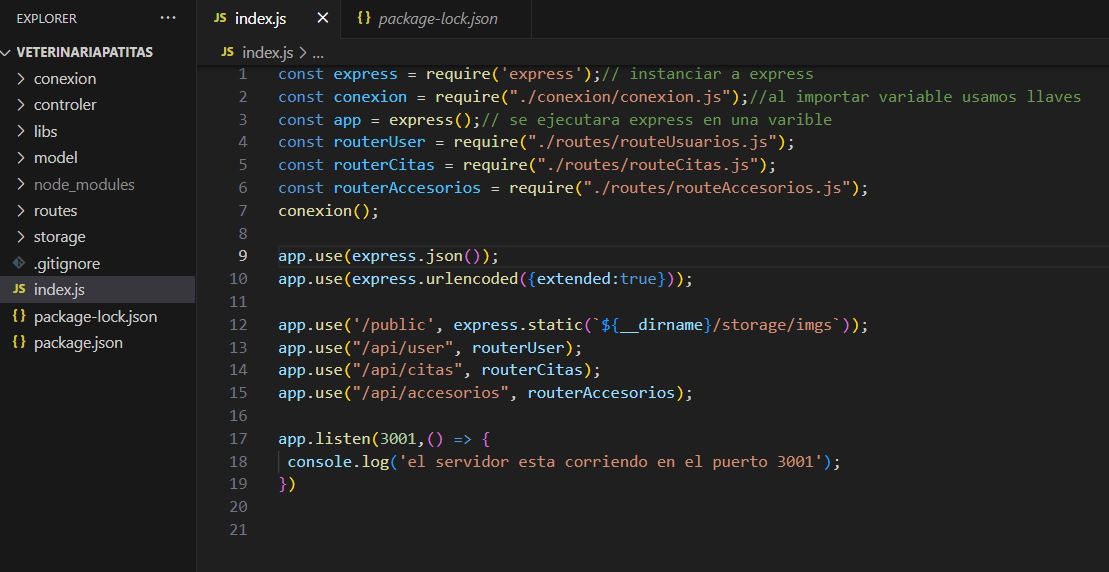 EXPLORER ...
VETERINARIAPATITAS
conexion
controler
libs
model
node_modules
routes
storage
.gitignore
JS index.js
{} package-lock.json
{} package.json
JS index.js × {} package-lock.json
JS index.js > ...
1 const express = require('express');// instanciar a express
2 const conexion = require("./conexion/conexion.js");//al importar variable usamos llaves
3 const app = express();// se ejecutara express en una varible
4 const routerUser = require("./routes/routeUsuarios.js");
5 const routerCitas = require("./routes/routeCitas.js");
6 const routerAccesorios = require("./routes/routeAccesorios.js");
7 conexion();
8
9 app.use(express.json());
10 app.use(express.urlencoded({extended:true}));
11
12 app.use('/public', express.static(`${__dirname}/storage/imgs`));
13 app.use("/api/user", routerUser);
14 app.use("/api/citas", routerCitas);
15 app.use("/api/accesorios", routerAccesorios);
16
17 app.listen(3001,() => {
18 console.log('el servidor esta corriendo en el puerto 3001');
19 })
20
21